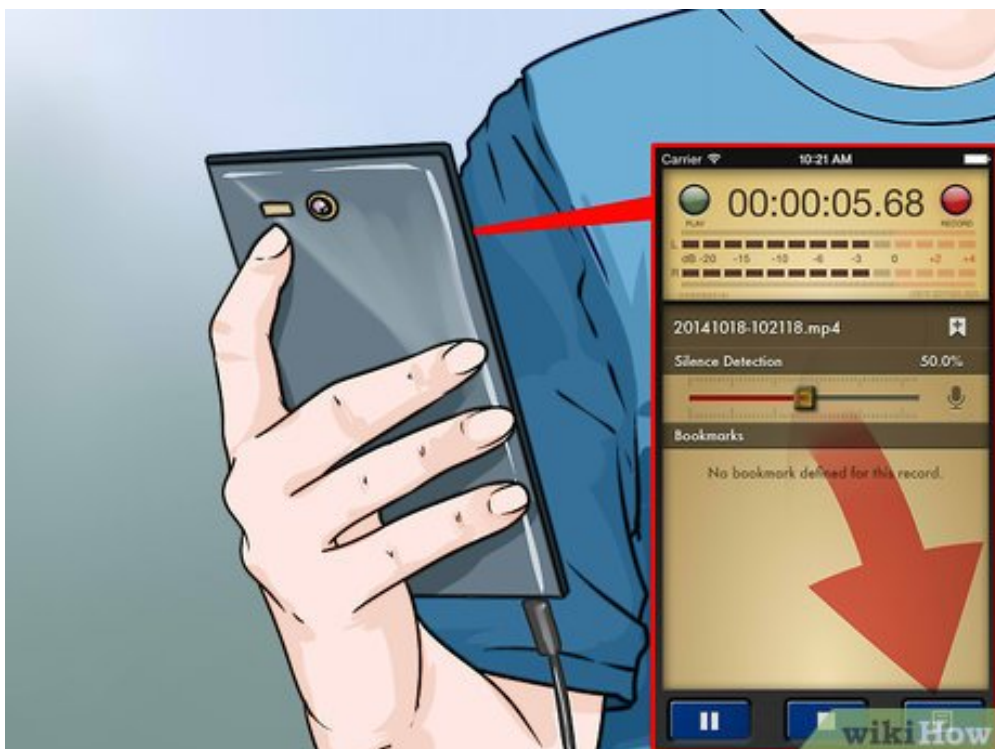 Carrier 10:21 AM
00:00:05.68
PLAY RECORD
L
dB -20 -15 -10 -6 -3 0 +2 +4
R
20141018-102118.mp4
Silence Detection 50.0%
Bookmarks
No bookmark defined for this record.
wikiHow